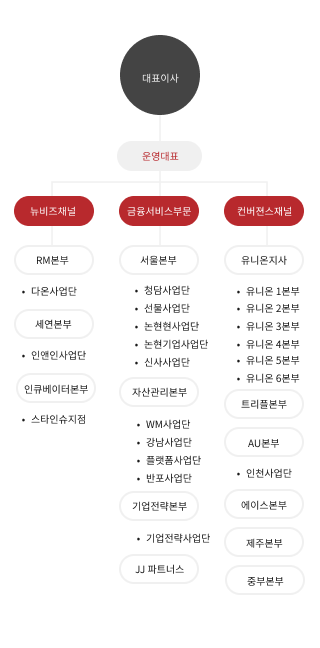 대표이사
운영대표
뉴비즈채널
RM본부
• 다온사업단
세연본부
• 인앤인사업단
인큐베이터본부
• 스타인슈지점
금융서비스부문
서울본부
• 청담사업단
• 선물사업단
• 논현현사업단
• 논현기업사업단
• 신사사업단
자산관리본부
• WM사업단
• 강남사업단
• 플랫폼사업단
• 반포사업단
기업전략본부
• 기업전략사업단
JJ 파트너스
컨버젼스채널
유니온지사
• 유니온 1본부
• 유니온 2본부
• 유니온 3본부
• 유니온 4본부
• 유니온 5본부
• 유니온 6본부
트리플본부
AU본부
• 인천사업단
에이스본부
제주본부
중부본부